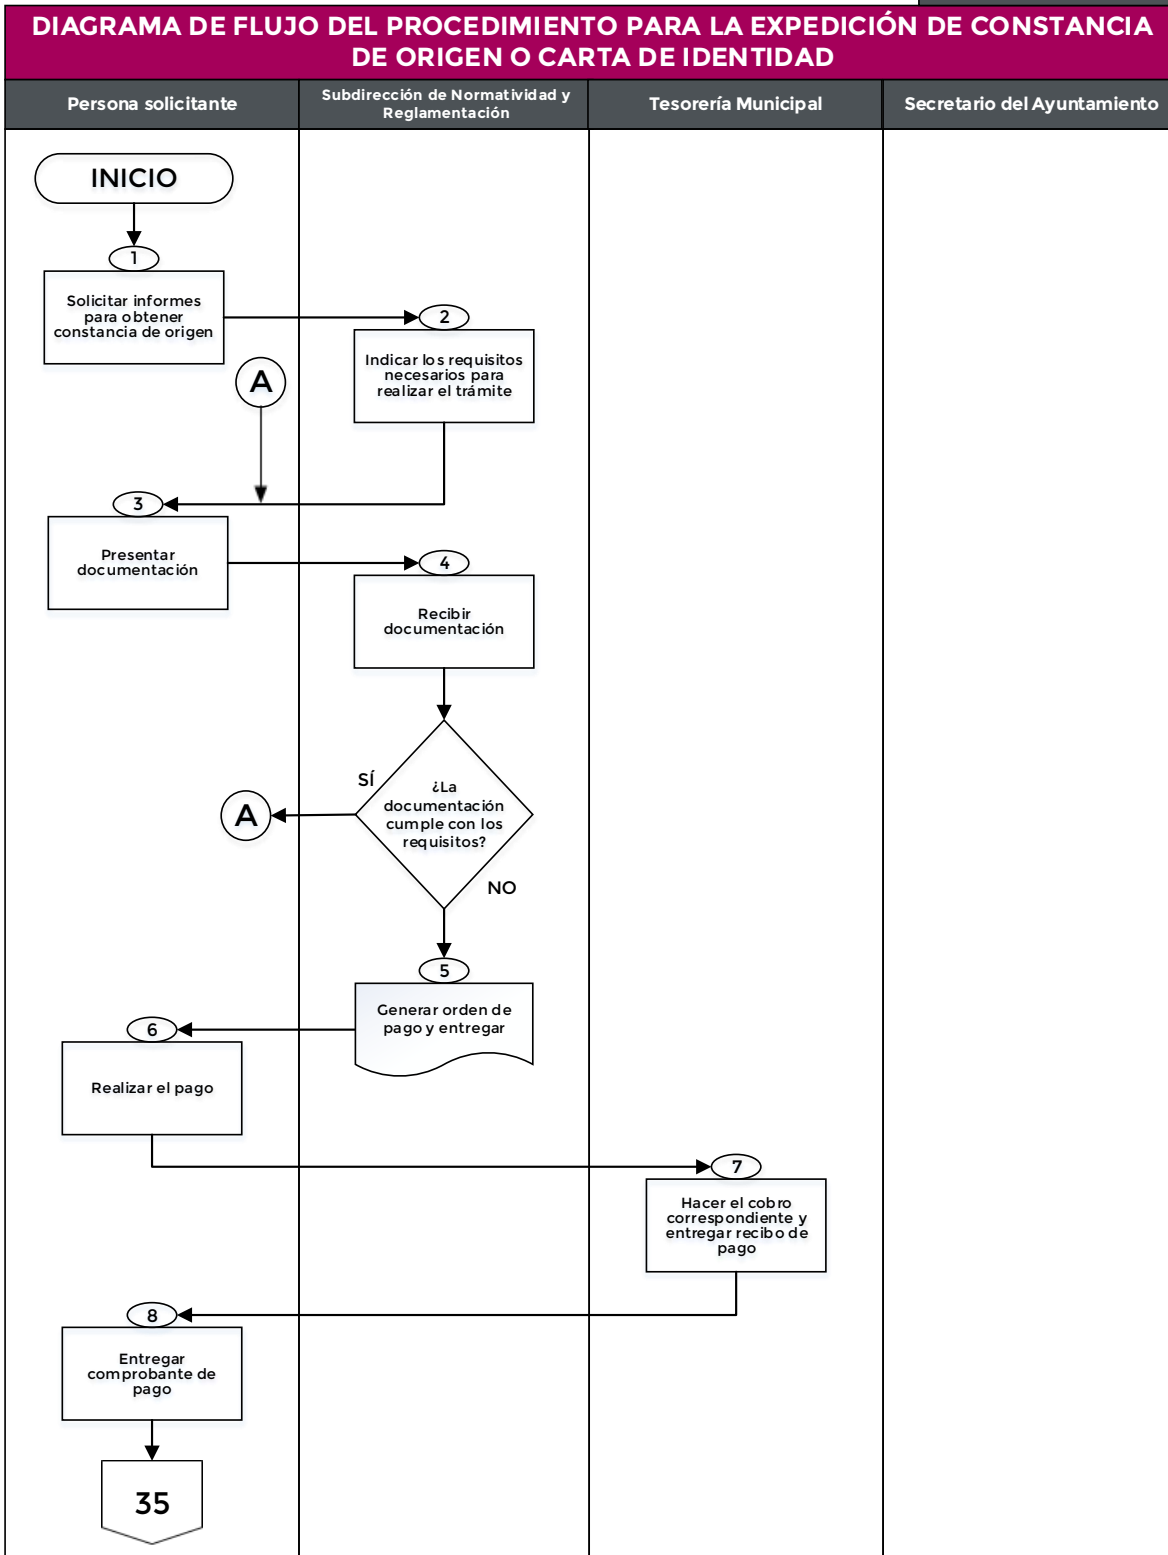 DIAGRAMA DE FLUJO DEL PROCEDIMIENTO PARA LA EXPEDICIÓN DE CONSTANCIA
DE ORIGEN O CARTA DE IDENTIDAD
Persona solicitante
Subdirección de Normatividad y
Reglamentación
Tesorería Municipal
Secretario del Ayuntamiento
INICIO
1
Solicitar informes
para obtener
constancia de origen
2
Indicar los requisitos
necesarios para
realizar el trámite
A
3
Presentar
documentación
4
Recibir
documentación
SÍ
¿La
documentación
cumple con los
requisitos?
A
NO
5
Generar orden de
pago y entregar
6
Realizar el pago
7
Hacer el cobro
correspondiente y
entregar recibo de
pago
8
Entregar
comprobante de
pago
35